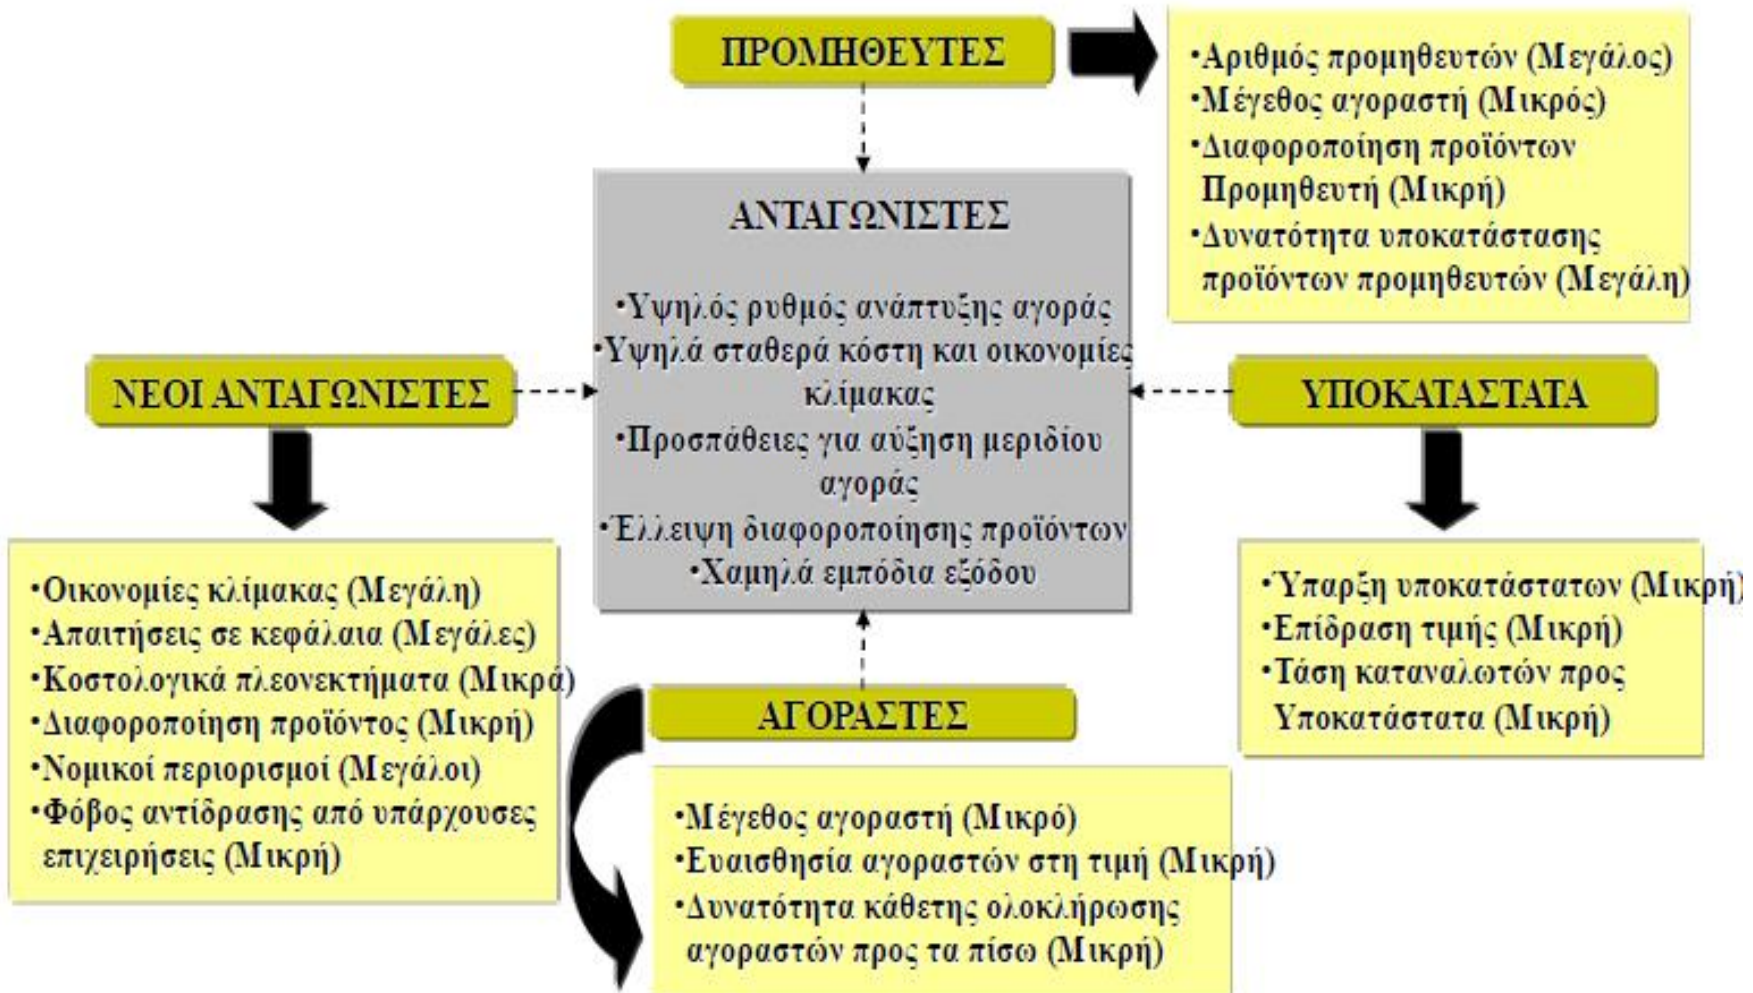 ΠΡΟΜΗΘΕΥΤΕΣ
•Αριθμός προμηθευτών (Μεγάλος)
•Μέγεθος αγοραστή (Μικρός)
•Διαφοροποίηση προϊόντων
Προμηθευτή (Μικρή)
•Δυνατότητα υποκατάστασης
προϊόντων προμηθευτών (Μεγάλη)
ΑΝΤΑΓΩΝΙΣΤΕΣ
•Υψηλός ρυθμός ανάπτυξης αγοράς
•Υψηλά σταθερά κόστη και οικονομίες
κλίμακας
•Προσπάθειες για αύξηση μεριδίου
αγοράς
•Έλλειψη διαφοροποίησης προϊόντων
•Χαμηλά εμπόδια εξόδου
ΝΕΟΙ ΑΝΤΑΓΩΝΙΣΤΕΣ
•Οικονομίες κλίμακας (Μεγάλη)
•Απαιτήσεις σε κεφάλαια (Μεγάλες)
•Κοστολογικά πλεονεκτήματα (Μικρά)
•Διαφοροποίηση προϊόντος (Μικρή)
•Νομικοί περιορισμοί (Μεγάλοι)
•Φόβος αντίδρασης από υπάρχουσες
επιχειρήσεις (Μικρή)
ΥΠΟΚΑΤΑΣΤΑΤΑ
•Ύπαρξη υποκατάστατων (Μικρή)
•Επίδραση τιμής (Μικρή)
•Τάση καταναλωτών προς
Υποκατάστατα (Μικρή)
ΑΓΟΡΑΣΤΕΣ
•Μέγεθος αγοραστή (Μικρό)
•Ευαισθησία αγοραστών στη τιμή (Μικρή)
•Δυνατότητα κάθετης ολοκλήρωσης
αγοραστών προς τα πίσω (Μικρή)